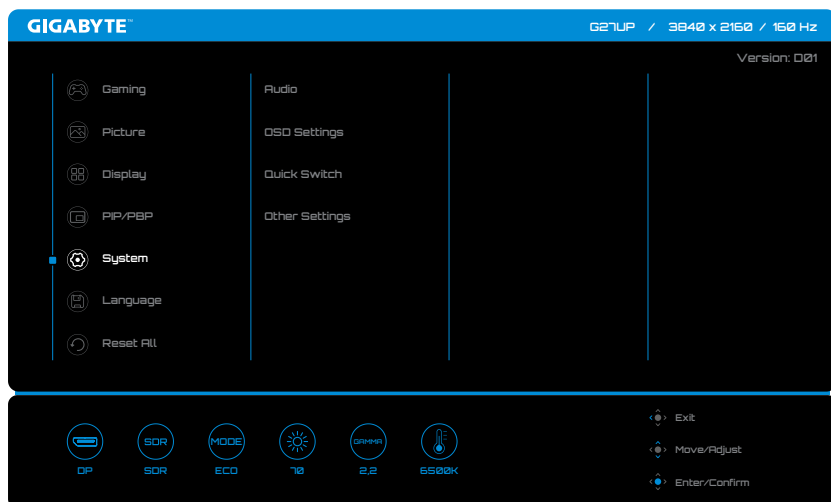 GIGABYTE™
G27UP / 3840 x 2160 / 160 Hz
Version: D01
Gaming
Picture
Display
PIP/PBP
System
Language
Reset All
Audio
OSD Settings
Quick Switch
Other Settings
SDR
MODE
GAMMA
DP
SDR
ECO
70
2,2
6500K
Exit
Move/Adjust
Enter/Confirm